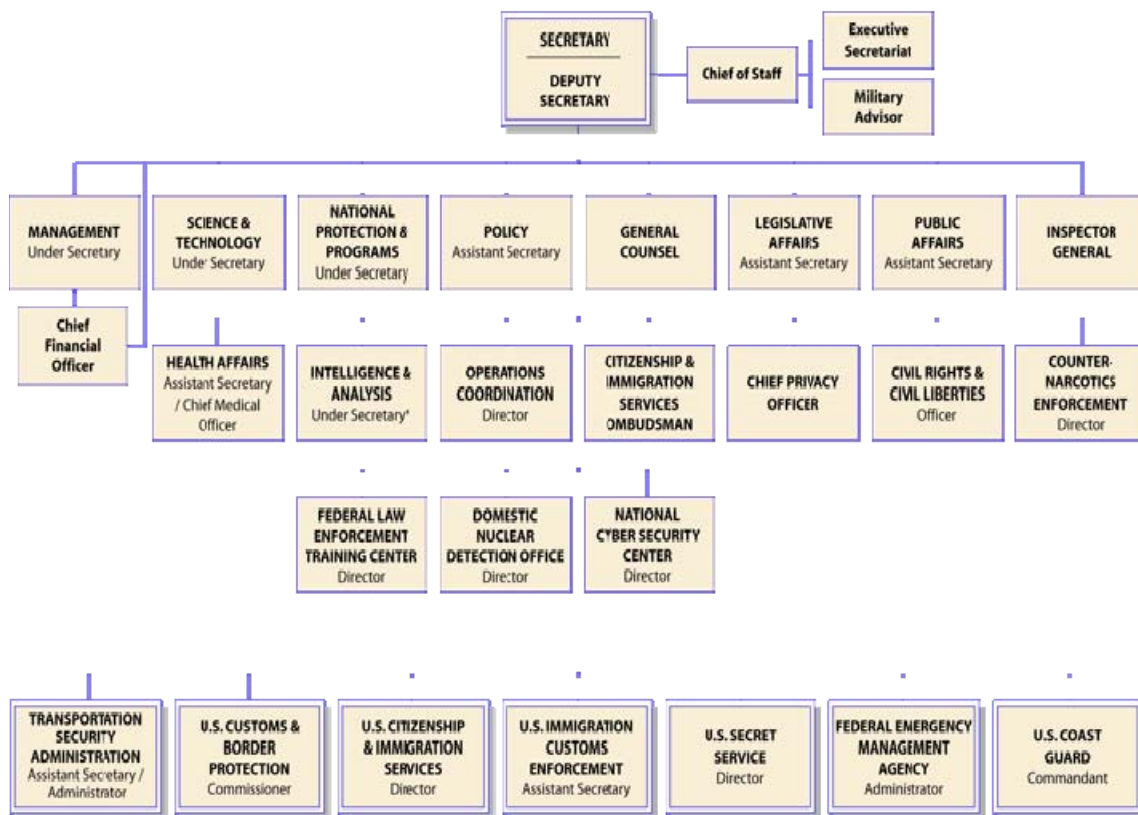 SECRETARY
DEPUTY
SECRETARY
Chief of Staff
Executive
Secretariat
Military
Advisor
MANAGEMENT
Under Secretary
SCIENCE &
TECHNOLOGY
Under Secretary
NATIONAL
PROTECTION &
PROGRAMS
Under Secretary
POLICY
Assistant Secretary
GENERAL
COUNSEL
LEGISLATIVE
AFFAIRS
Assistant Secretary
PUBLIC
AFFAIRS
Assistant Secretary
INSPECTOR
GENERAL
Chief
Financial
Officer
HEALTH AFFAIRS
Assistant Secretary
/ Chief Medical
Officer
INTELLIGENCE &
ANALYSIS
Under Secretary*
OPERATIONS
COORDINATION
Director
CITIZENSHIP &
IMMIGRATION
SERVICES
OMBUDSMAN
CHIEF PRIVACY
OFFICER
CIVIL RIGHTS &
CIVIL LIBERTIES
Officer
COUNTER-
NARCOTICS
ENFORCEMENT
Director
FEDERAL LAW
ENFORCEMENT
TRAINING CENTER
Director
DOMESTIC
NUCLEAR
DETECTION OFFICE
Director
NATIONAL
CYBER SECURITY
CENTER
Director
TRANSPORTATION
SECURITY
ADMINISTRATION
Assistant Secretary /
Administrator
U.S. CUSTOMS &
BORDER
PROTECTION
Commissioner
U.S. CITIZENSHIP
& IMMIGRATION
SERVICES
Director
U.S. IMMIGRATION
CUSTOMS
ENFORCEMENT
Assistant Secretary
U.S. SECRET
SERVICE
Director
FEDERAL EMERGENCY
MANAGEMENT
AGENCY
Administrator
U.S. COAST
GUARD
Commandant